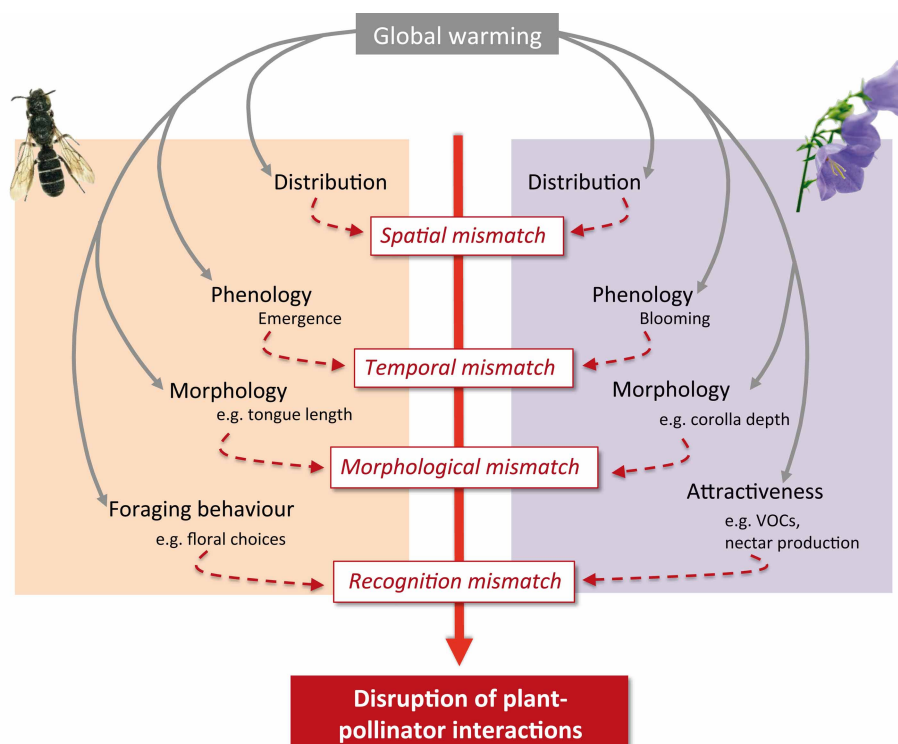 Global warming
Distribution
Distribution
Spatial mismatch
Phenology
Emergence
Phenology
Blooming
Temporal mismatch
Morphology
e.g. tongue length
Morphology
e.g. corolla depth
Morphological mismatch
Foraging behaviour
e.g. floral choices
Attractiveness
e.g. VOCs,
nectar production
Recognition mismatch
Disruption of plant-
pollinator interactions